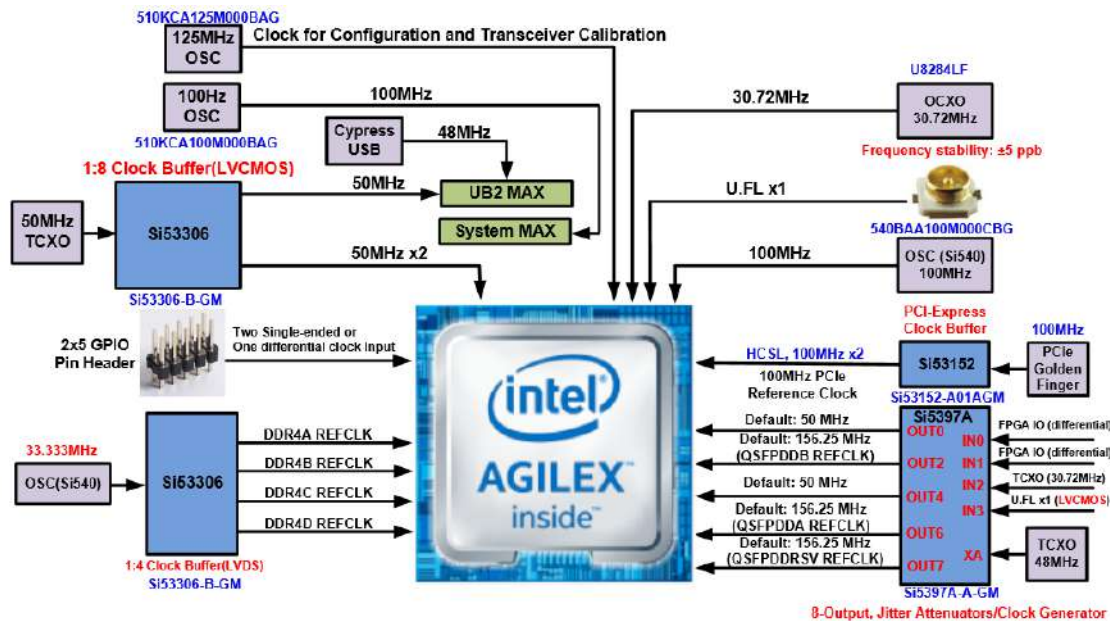 510KCA125M000BAG
125MHz
OSC
Clock for Configuration and Transceiver Calibration
100Hz
OSC
100MHz
510KCA100M000BAG
Cypress
USB
48MHz
1:8 Clock Buffer(LVCMOS)
50MHz
UB2 MAX
50MHz
TCXO
Si53306
System MAX
50MHz x2
Si53306-B-GM
U8284LF
30.72MHz
OCXO
30.72MHz
Frequency stability: ±5 ppb
U.FL x1
540BAA100M000CBG
100MHz
OSC (Si540)
100MHz
2x5 GPIO
Pin Header
Two Single-ended or
One differential clock input
PCI-Express
Clock Buffer
100MHz
HCSL, 100MHz x2
Si53152
PCIe
Golden
Finger
100MHz PCIe
Reference Clock
Si53152-A01AGM
intel
AGILEX™
inside™
33.333MHz
OSC(Si540)
Si53306
DDR4A REFCLK
DDR4B REFCLK
DDR4C REFCLK
DDR4D REFCLK
1:4 Clock Buffer(LVDS)
Si53306-B-GM
Si5397A
Default: 50 MHz
OUT0
Default: 156.25 MHz
(QSFPDDB REFCLK)
OUT2
Default: 50 MHz
OUT4
Default: 156.25 MHz
(QSFPDDA REFCLK)
OUT6
Default: 156.25 MHz
(QSFPDDRSV REFCLK)
OUT7
IN0
FPGA IO (differential)
IN1
FPGA IO (differential)
IN2
TCXO (30.72MHz)
IN3
U.FL x1 (LVCMOS)
XA
TCXO
48MHz
Si5397A-A-GM
8-Output, Jitter Attenuators/Clock Generator